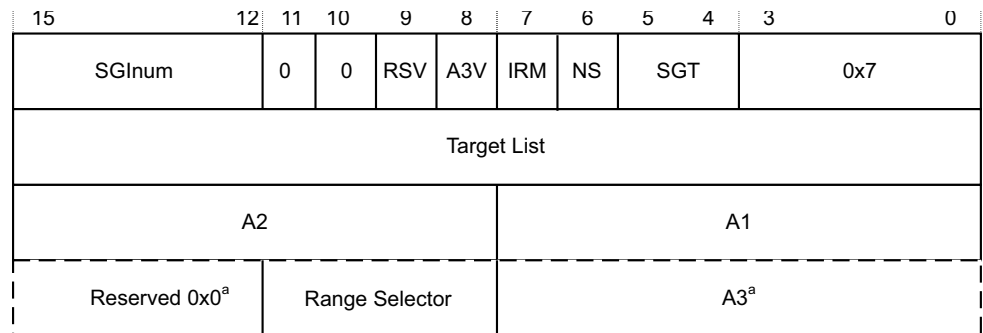 15 12 11 10 9 8 7 6 5 4 3 0
SGInum 0 0 RSV A3V IRM NS SGT 0x7
Target List
A2 A1
Reserved 0x0ª Range Selector A3ª